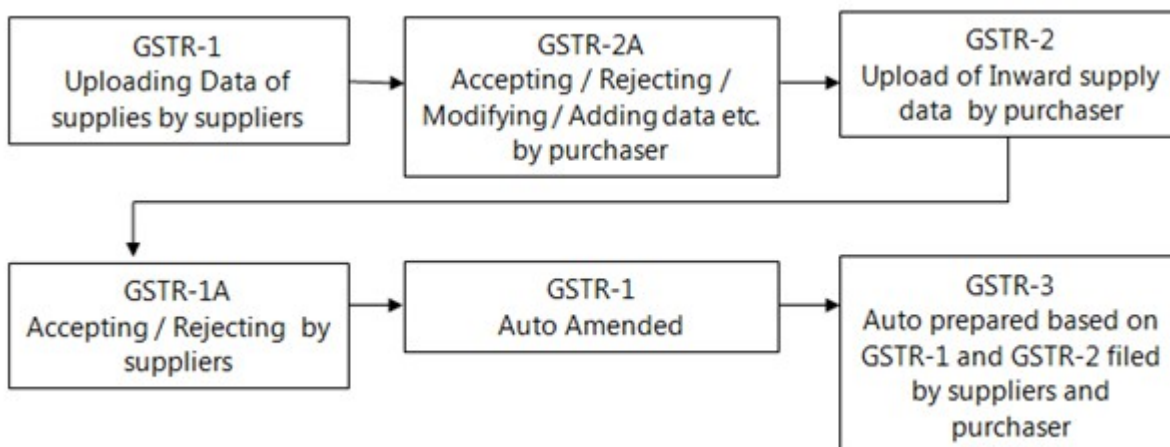 GSTR-1
Uploading Data of
supplies by suppliers
GSTR-2A
Accepting / Rejecting /
Modifying / Adding data etc.
by purchaser
GSTR-2
Upload of Inward supply
data by purchaser
GSTR-1A
Accepting / Rejecting by
suppliers
GSTR-1
Auto Amended
GSTR-3
Auto prepared based on
GSTR-1 and GSTR-2 filed
by suppliers and
purchaser